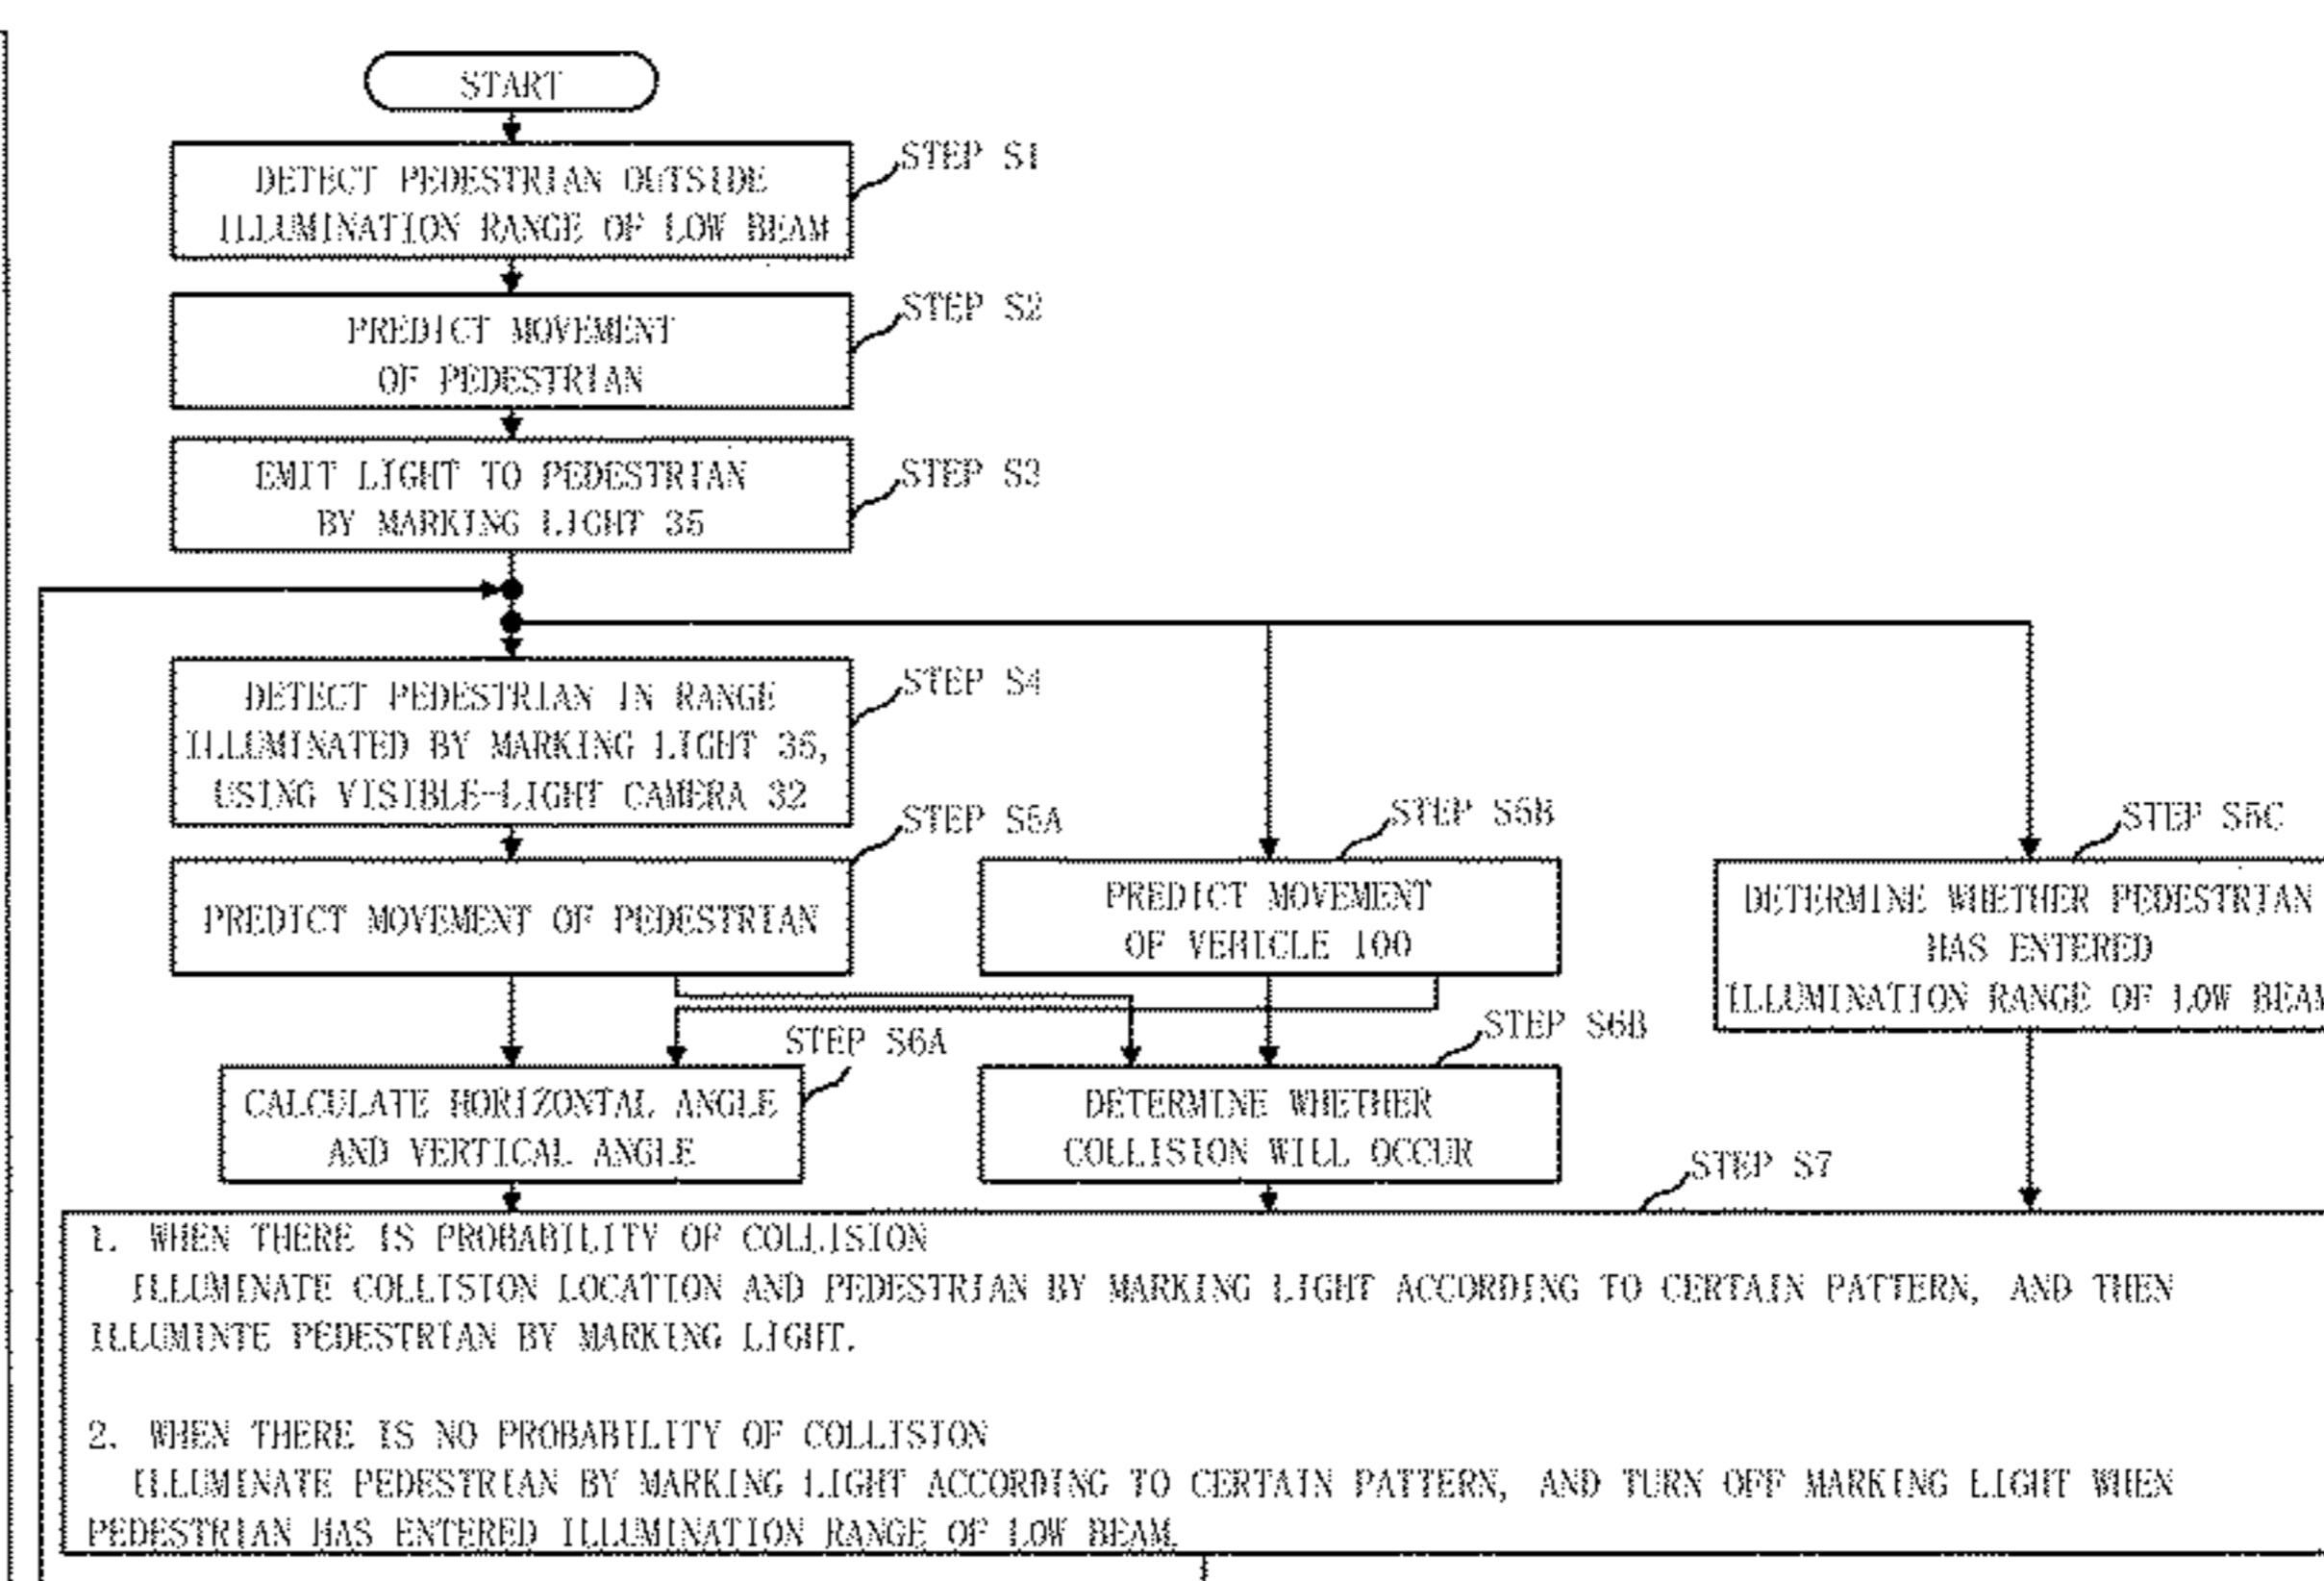 START
STEP S1
DETECT PEDESTRIAN OUTSIDE
ILLUMINATION RANGE OF LOW BEAM
STEP S2
PREDICT MOVEMENT
OF PEDESTRIAN
STEP S3
EMIT LIGHT TO PEDESTRIAN
BY MARKING LIGHT 35
STEP S4
DETECT PEDESTRIAN IN RANGE
ILLUMINATED BY MARKING LIGHT 35,
USING VISIBLE-LIGHT CAMERA 32
STEP S5A
PREDICT MOVEMENT OF PEDESTRIAN
STEP S5B
PREDICT MOVEMENT
OF VEHICLE 100
STEP S5C
DETERMINE WHETHER PEDESTRIAN
HAS ENTERED
ILLUMINATION RANGE OF LOW BEAM
STEP S6A
CALCULATE HORIZONTAL ANGLE
AND VERTICAL ANGLE
STEP S6B
DETERMINE WHETHER
COLLISION WILL OCCUR
STEP S7
1. WHEN THERE IS PROBABILITY OF COLLISION
ILLUMINATE COLLISION LOCATION AND PEDESTRIAN BY MARKING LIGHT ACCORDING TO CERTAIN PATTERN, AND THEN
ILLUMINTE PEDESTRIAN BY MARKING LIGHT.
2. WHEN THERE IS NO PROBABILITY OF COLLISION
ILLUMINATE PEDESTRIAN BY MARKING LIGHT ACCORDING TO CERTAIN PATTERN, AND TURN OFF MARKING LIGHT WHEN
PEDESTRIAN HAS ENTERED ILLUMINATION RANGE OF LOW BEAM.